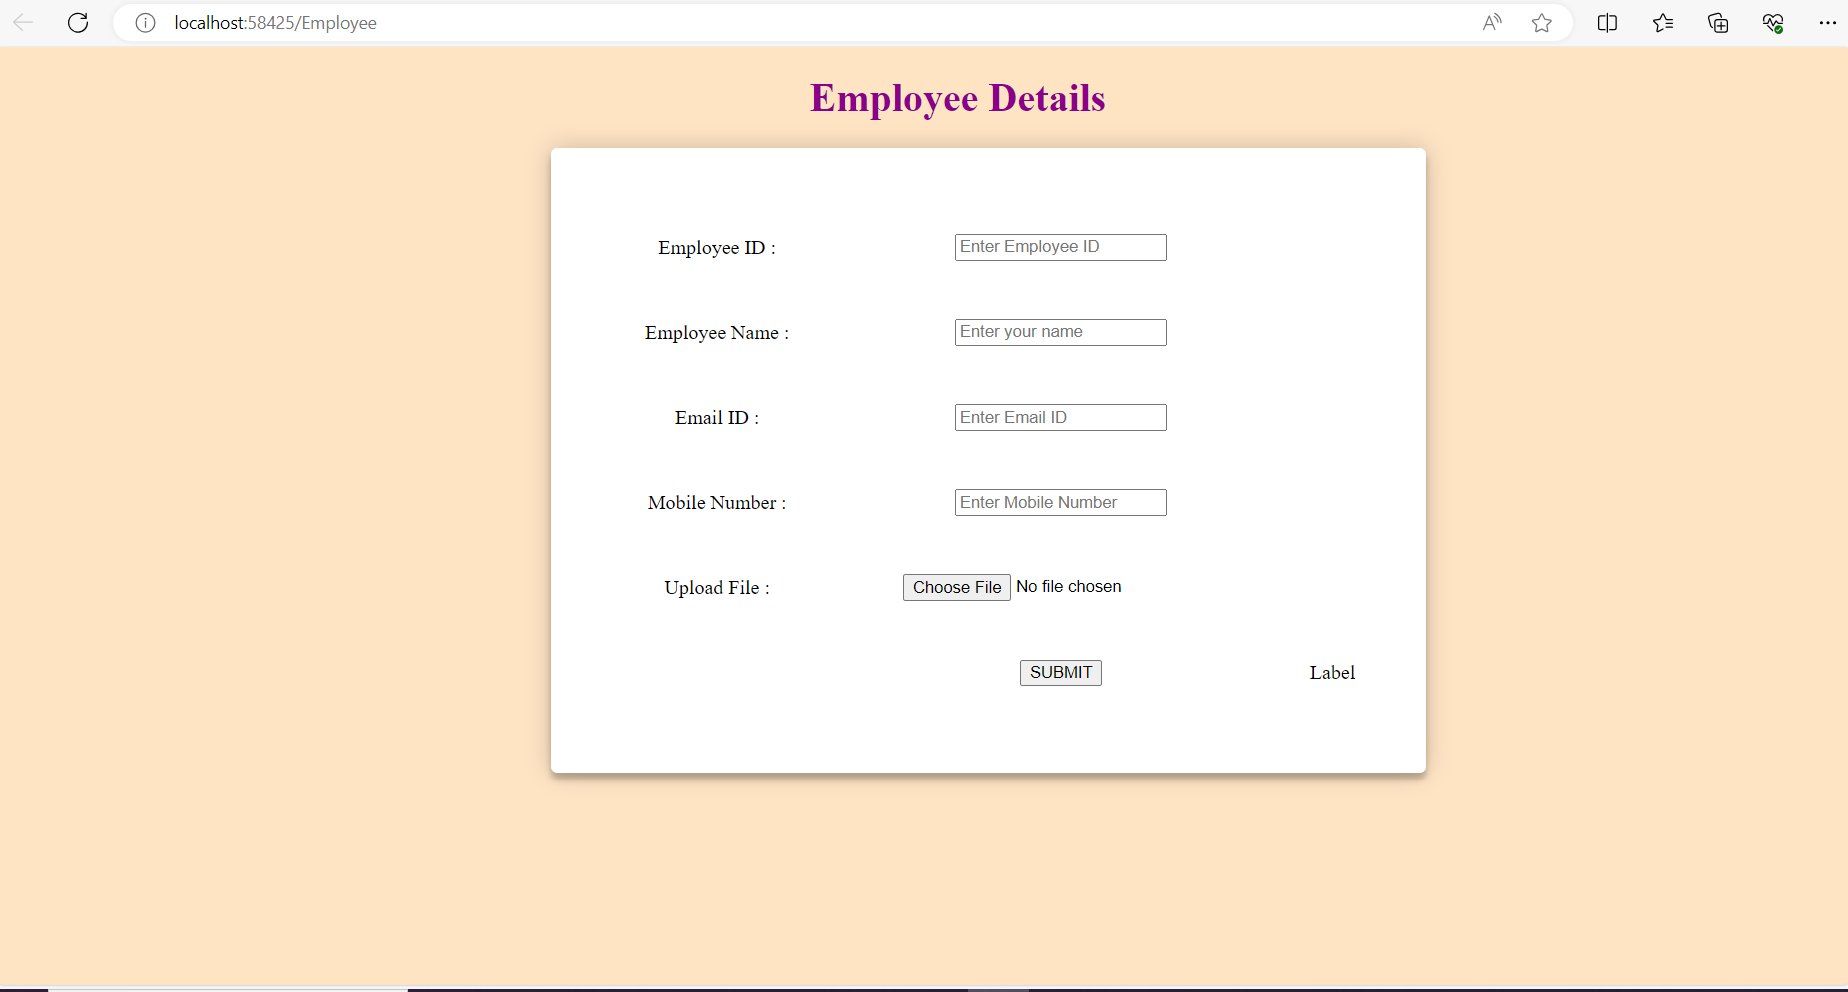 localhost:58425/Employee
Employee Details
Employee ID : Enter Employee ID
Employee Name : Enter your name
Email ID : Enter Email ID
Mobile Number : Enter Mobile Number
Upload File : Choose File No file chosen
SUBMIT Label